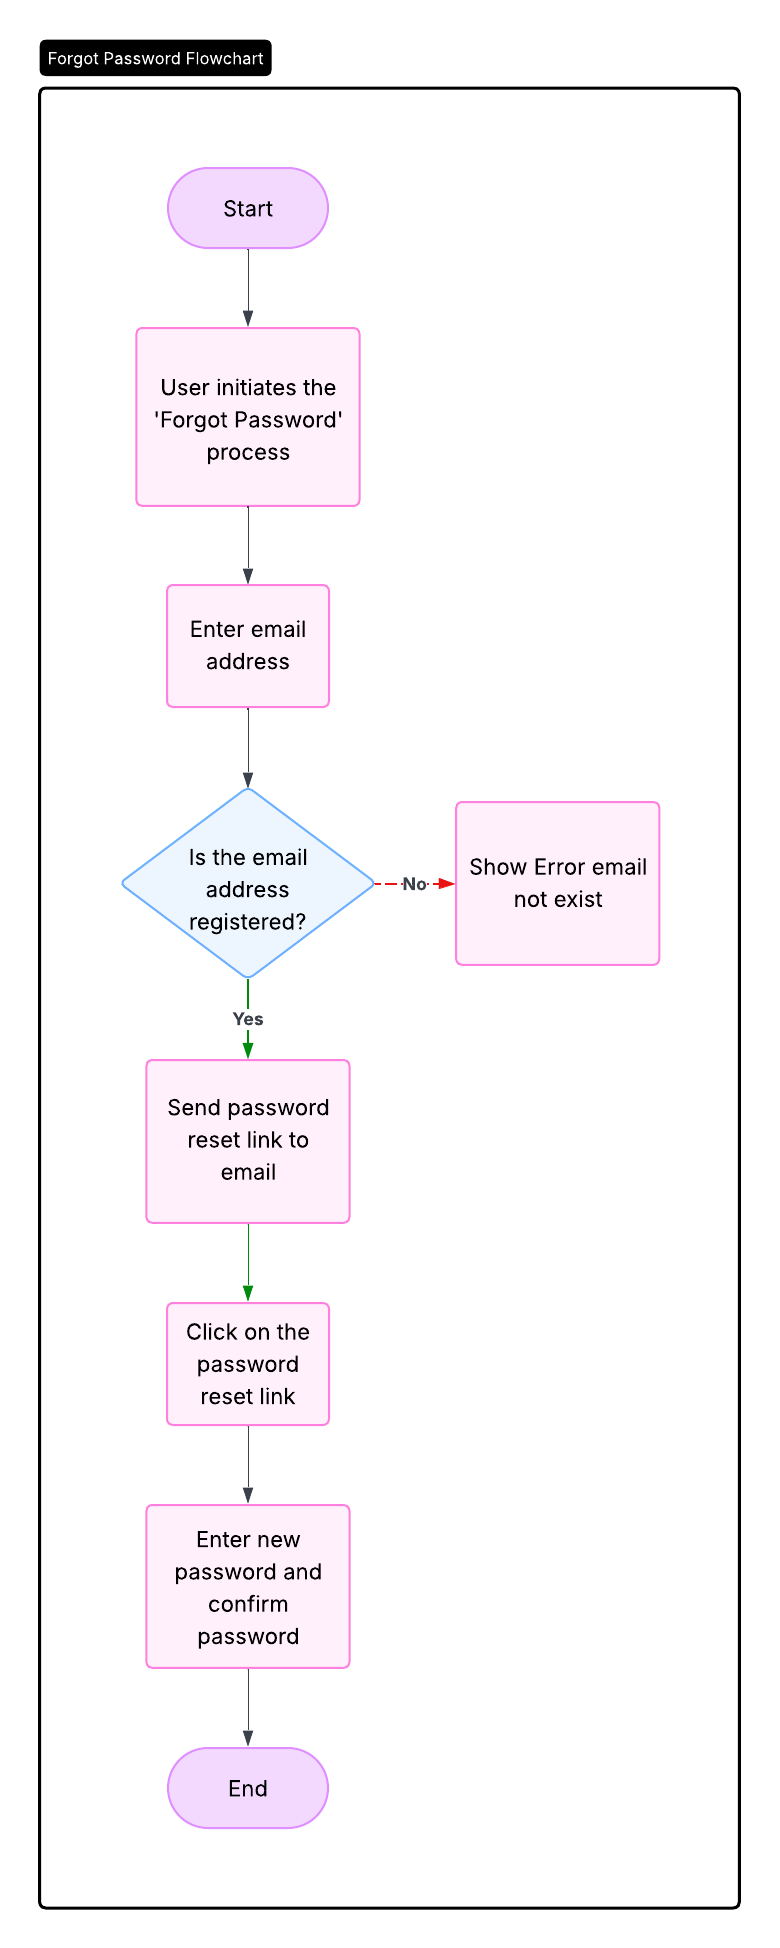 Forgot Password Flowchart
Start
User initiates the
'Forgot Password'
process
Enter email
address
Is the email
address
registered?
No
Show Error email
not exist
Yes
Send password
reset link to
email
Click on the
password
reset link
Enter new
password and
confirm
password
End